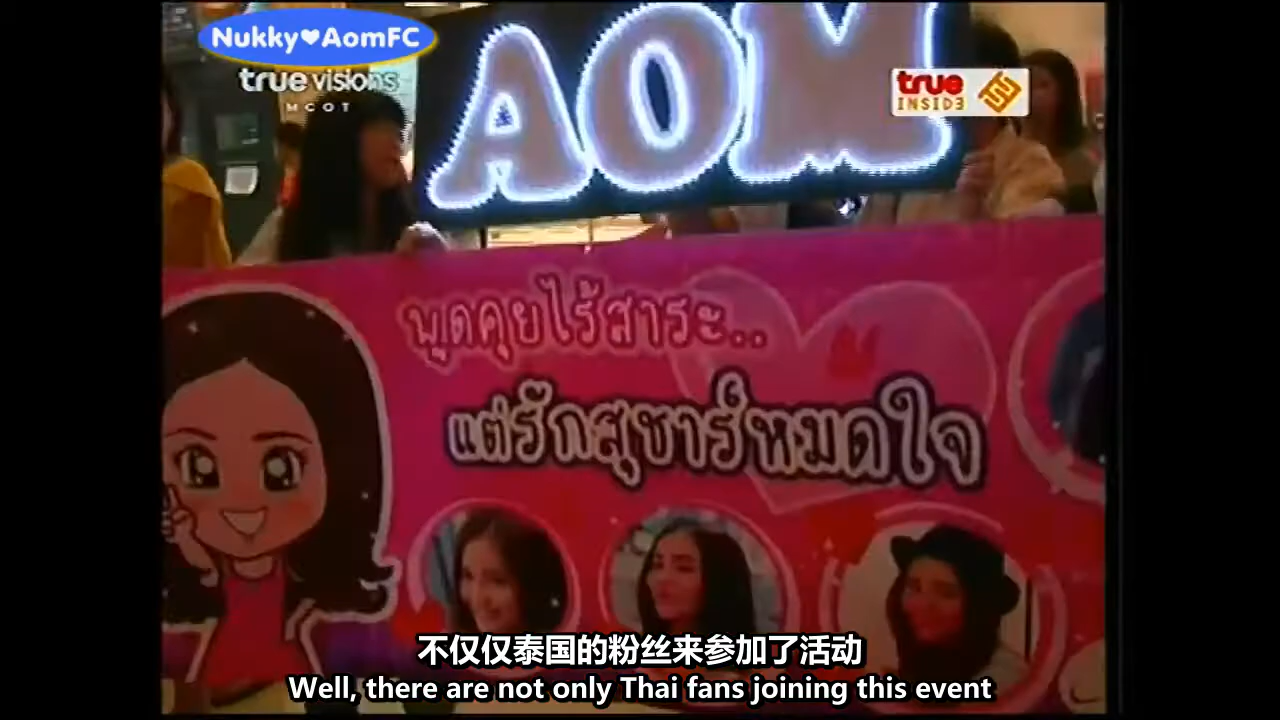 Nukky♥AomFC
true visions
MCOT
AOM
true
INSIDE
พูดคุยไร้สาระ..
แต่รักสุชาร์หมดใจ
不仅仅泰国的粉丝来参加了活动
Well, there are not only Thai fans joining this event